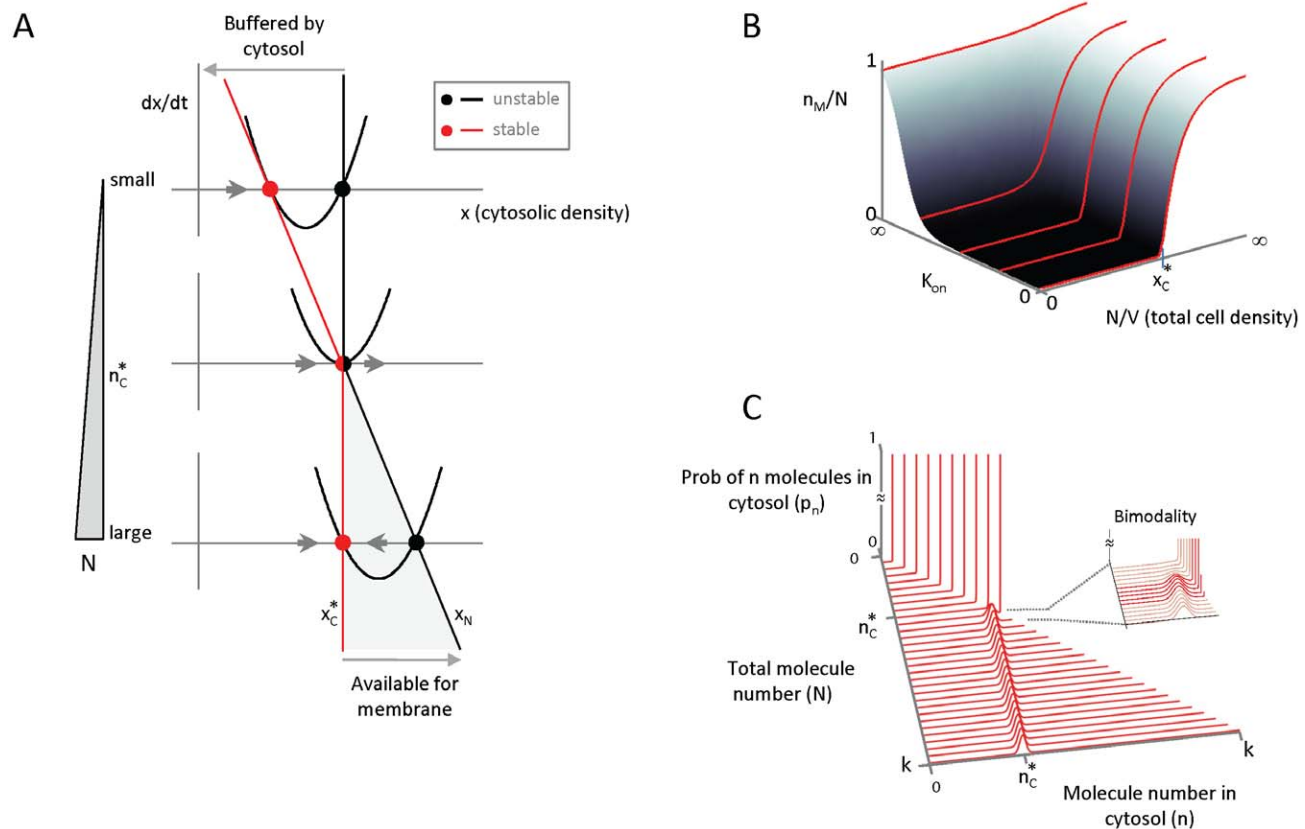 A
Buffered by
cytosol
dx/dt
unstable
stable
small
x (cytosolic density)
n*C
large
N
x*C
xN
Available for
membrane
B
1
nM/N
0
∞
Kon
0
0
x*C
∞
N/V (total cell density)
C
1
Prob of n molecules in
cytosol (pn)
≈
0
0
Bimodality
≈
n*C
Total molecule
number (N)
k
0
n*C
k
Molecule number in
cytosol (n)